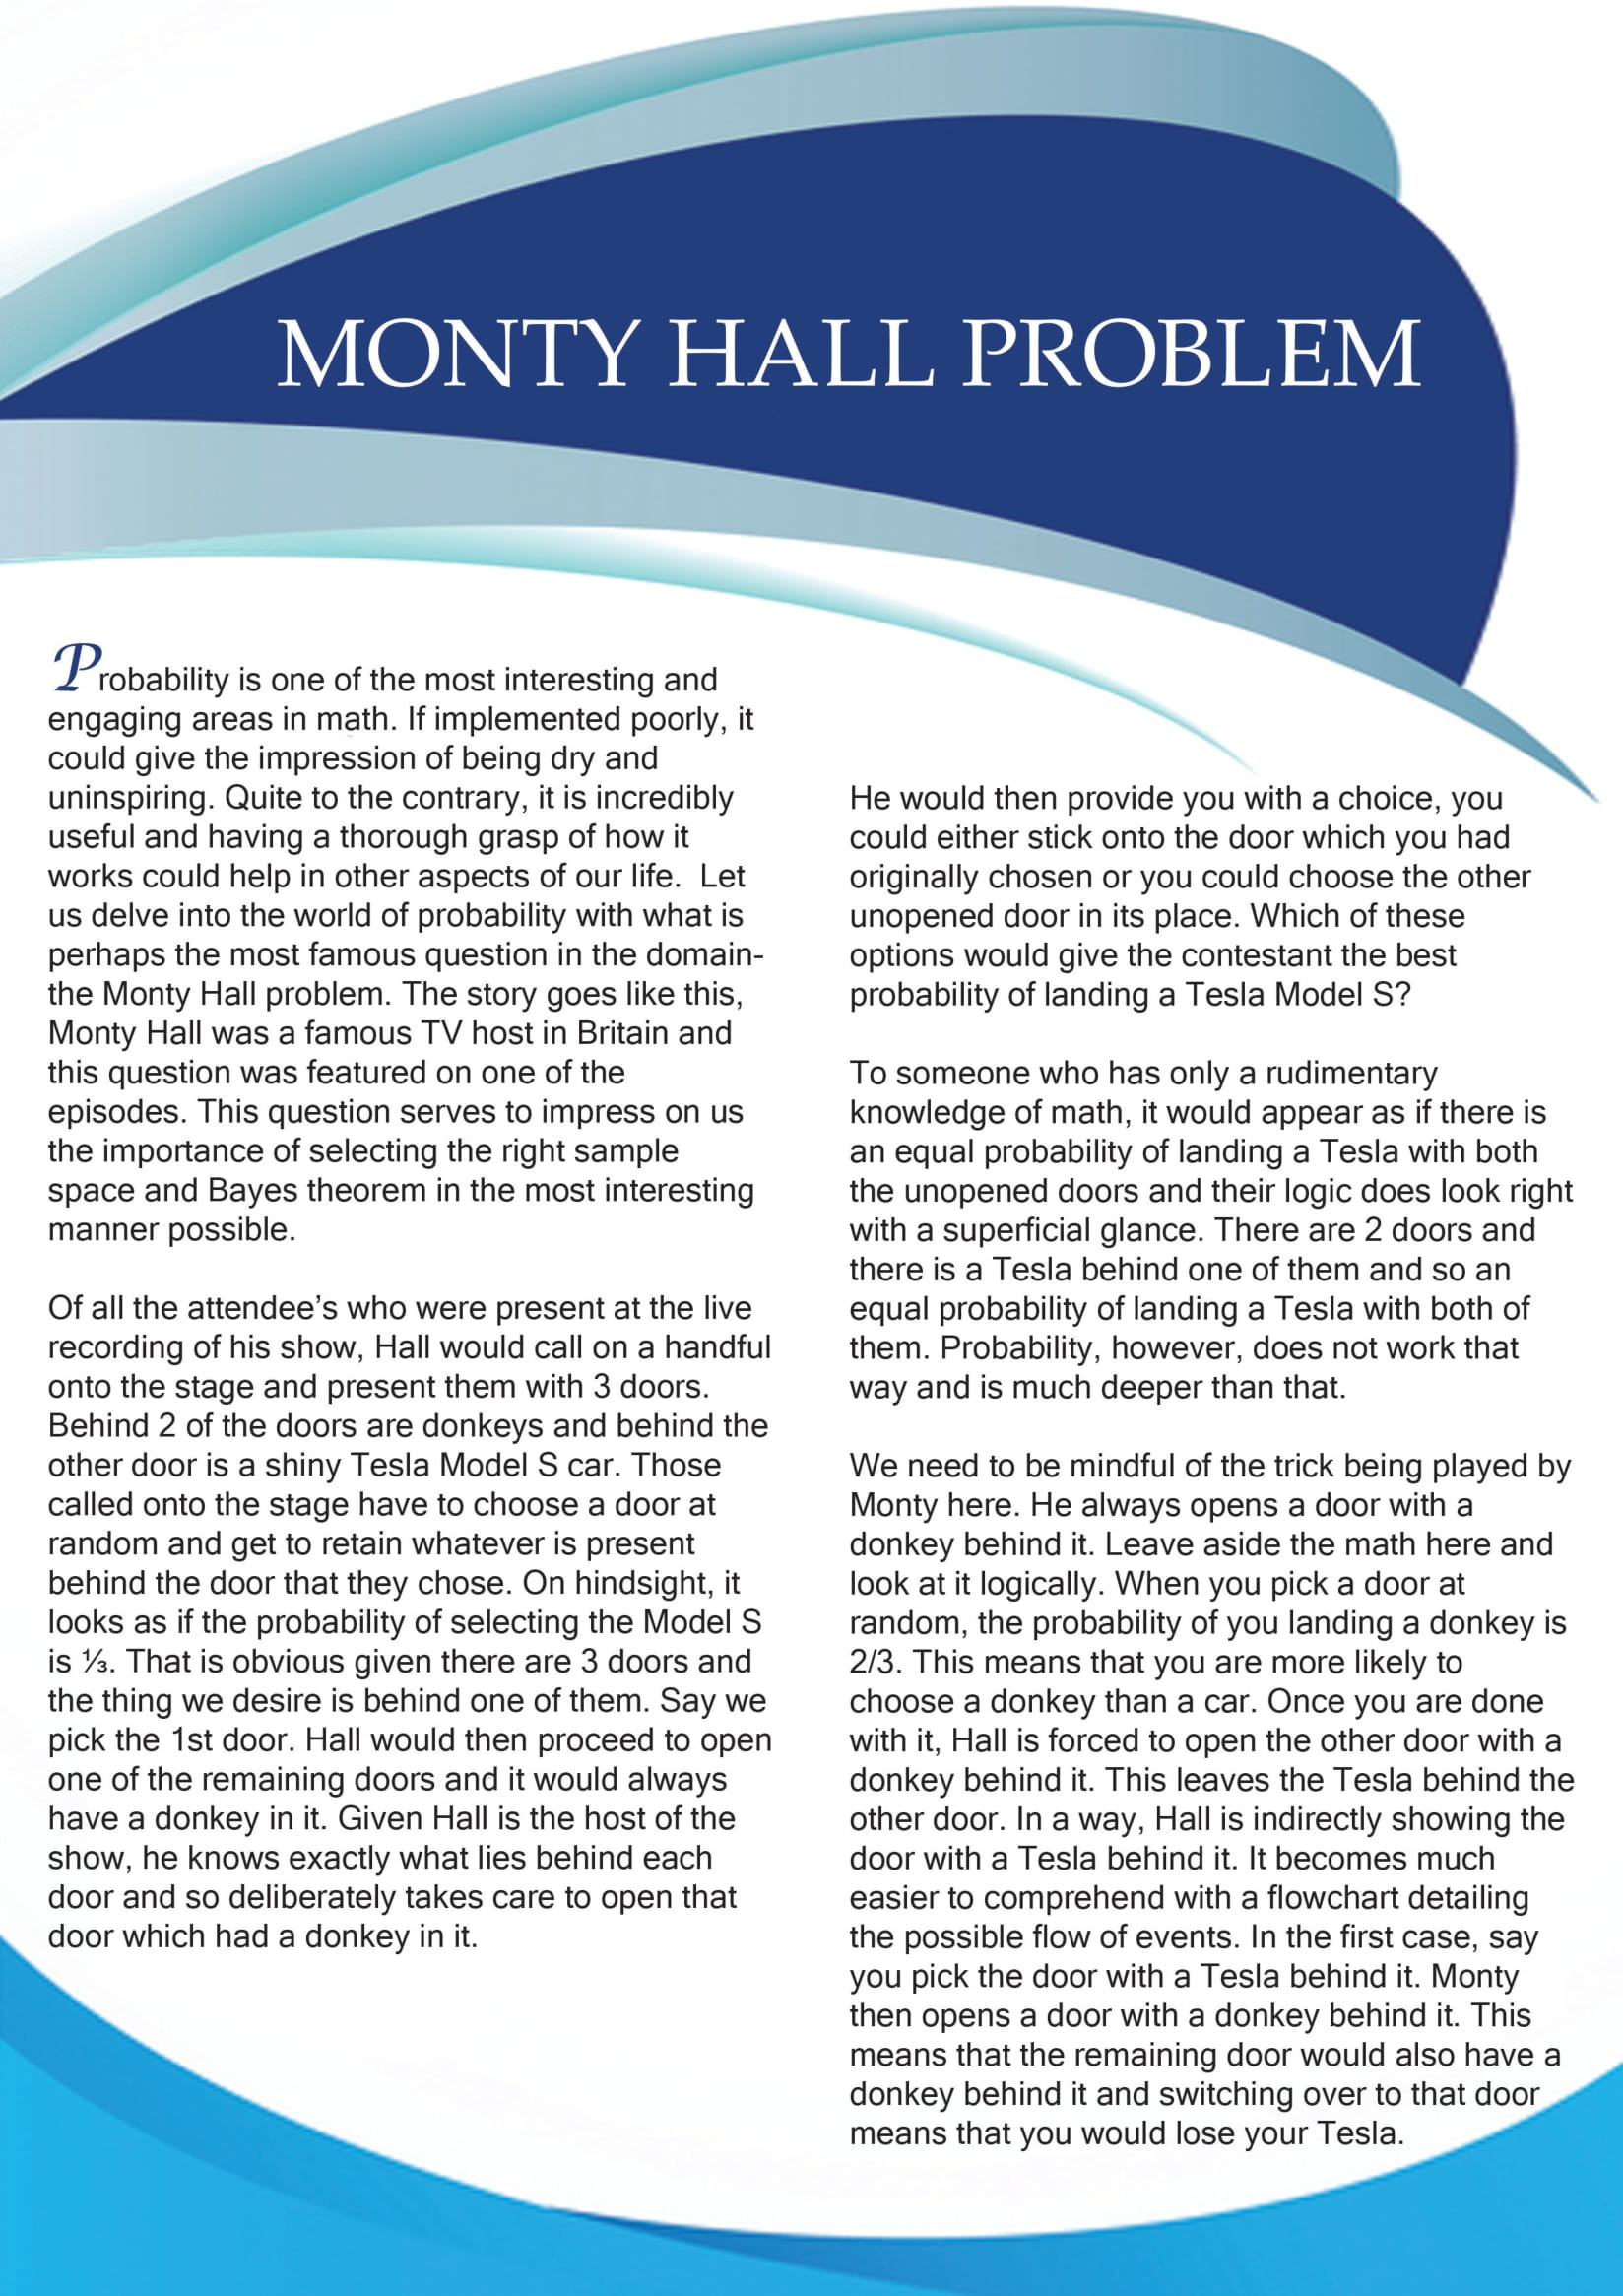 MONTY HALL PROBLEM
Probability is one of the most interesting and
engaging areas in math. If implemented poorly, it
could give the impression of being dry and
uninspiring. Quite to the contrary, it is incredibly
useful and having a thorough grasp of how it
works could help in other aspects of our life.  Let
us delve into the world of probability with what is
perhaps the most famous question in the domain-
the Monty Hall problem. The story goes like this,
Monty Hall was a famous TV host in Britain and
this question was featured on one of the
episodes. This question serves to impress on us
the importance of selecting the right sample
space and Bayes theorem in the most interesting
manner possible.
Of all the attendee’s who were present at the live
recording of his show, Hall would call on a handful
onto the stage and present them with 3 doors.
Behind 2 of the doors are donkeys and behind the
other door is a shiny Tesla Model S car. Those
called onto the stage have to choose a door at
random and get to retain whatever is present
behind the door that they chose. On hindsight, it
looks as if the probability of selecting the Model S
is ⅓. That is obvious given there are 3 doors and
the thing we desire is behind one of them. Say we
pick the 1st door. Hall would then proceed to open
one of the remaining doors and it would always
have a donkey in it. Given Hall is the host of the
show, he knows exactly what lies behind each
door and so deliberately takes care to open that
door which had a donkey in it.
He would then provide you with a choice, you
could either stick onto the door which you had
originally chosen or you could choose the other
unopened door in its place. Which of these
options would give the contestant the best
probability of landing a Tesla Model S?
To someone who has only a rudimentary
knowledge of math, it would appear as if there is
an equal probability of landing a Tesla with both
the unopened doors and their logic does look right
with a superficial glance. There are 2 doors and
there is a Tesla behind one of them and so an
equal probability of landing a Tesla with both of
them. Probability, however, does not work that
way and is much deeper than that.
We need to be mindful of the trick being played by
Monty here. He always opens a door with a
donkey behind it. Leave aside the math here and
look at it logically. When you pick a door at
random, the probability of you landing a donkey is
2/3. This means that you are more likely to
choose a donkey than a car. Once you are done
with it, Hall is forced to open the other door with a
donkey behind it. This leaves the Tesla behind the
other door. In a way, Hall is indirectly showing the
door with a Tesla behind it. It becomes much
easier to comprehend with a flowchart detailing
the possible flow of events. In the first case, say
you pick the door with a Tesla behind it. Monty
then opens a door with a donkey behind it. This
means that the remaining door would also have a
donkey behind it and switching over to that door
means that you would lose your Tesla.